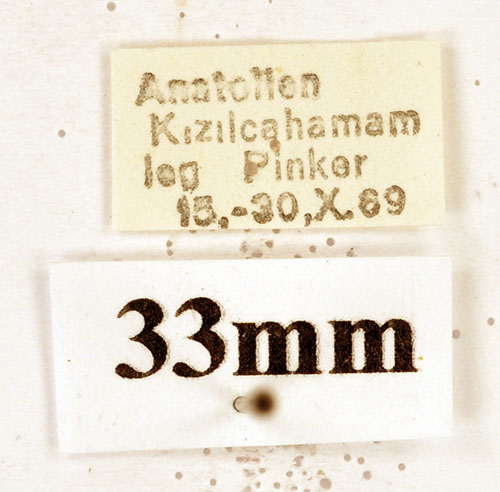 Anatolien
Kızılcahamam
leg Pinker
15,-30,X.69
33mm